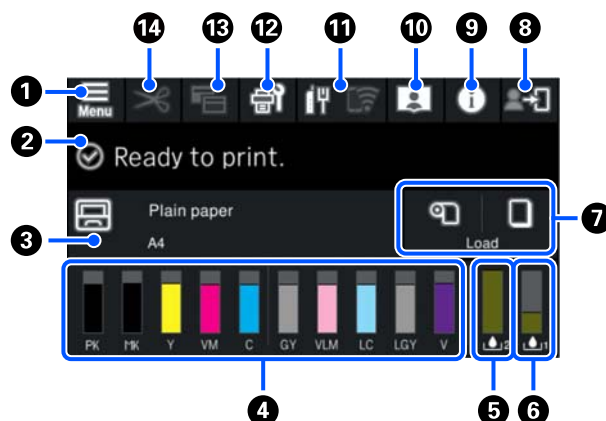 14 13 12 11 10 9 8
1
Menu
2
Ready to print.
Plain paper
3
A4
Load
7
PK MK Y VM C GY VLM LC LGY V 2 1
4 5 6